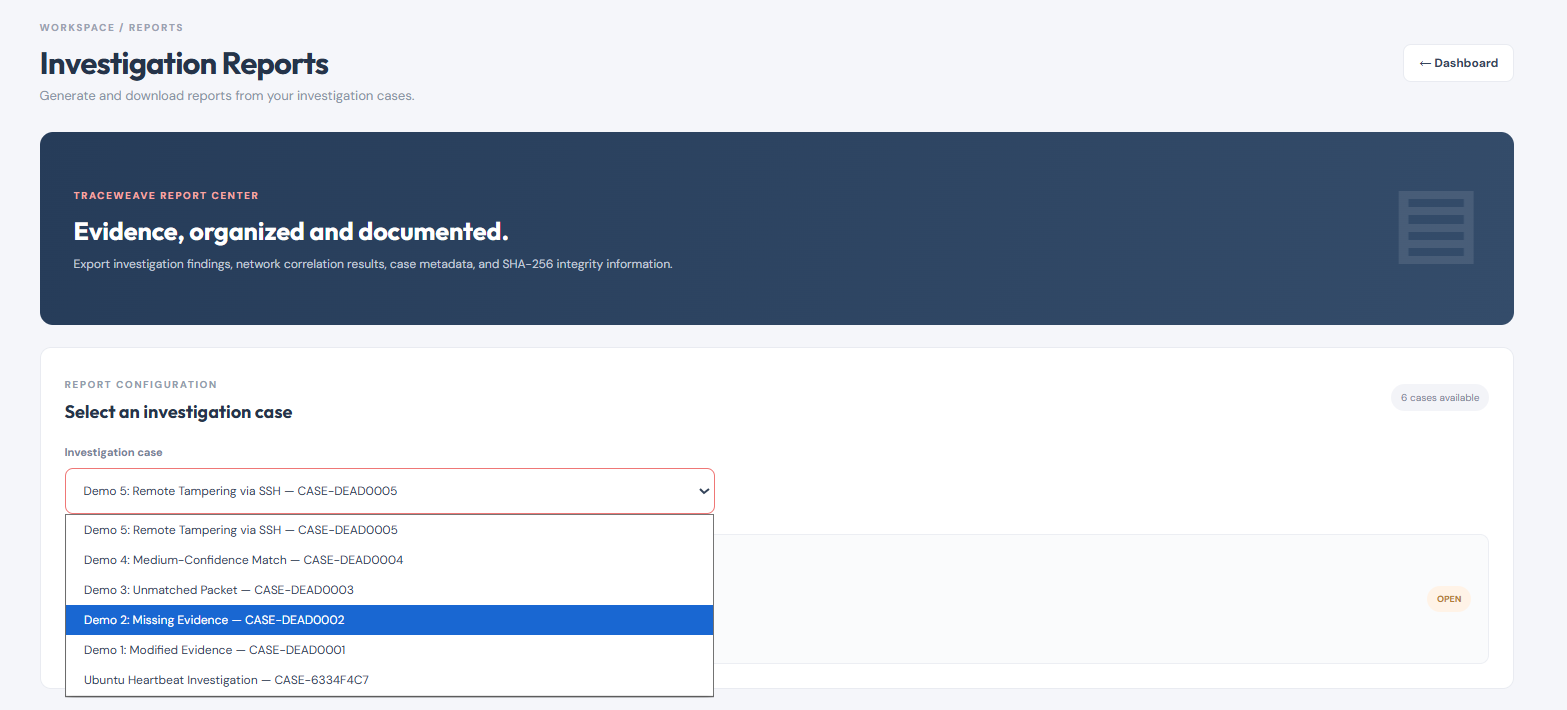 WORKSPACE / REPORTS
Investigation Reports
Generate and download reports from your investigation cases.
← Dashboard
TRACEWEAVE REPORT CENTER
Evidence, organized and documented.
Export investigation findings, network correlation results, case metadata, and SHA-256 integrity information.
REPORT CONFIGURATION
Select an investigation case
6 cases available
Investigation case
Demo 5: Remote Tampering via SSH — CASE-DEAD0005
Demo 5: Remote Tampering via SSH — CASE-DEAD0005
Demo 4: Medium-Confidence Match — CASE-DEAD0004
Demo 3: Unmatched Packet — CASE-DEAD0003
Demo 2: Missing Evidence — CASE-DEAD0002
Demo 1: Modified Evidence — CASE-DEAD0001
Ubuntu Heartbeat Investigation — CASE-6334F4C7
OPEN